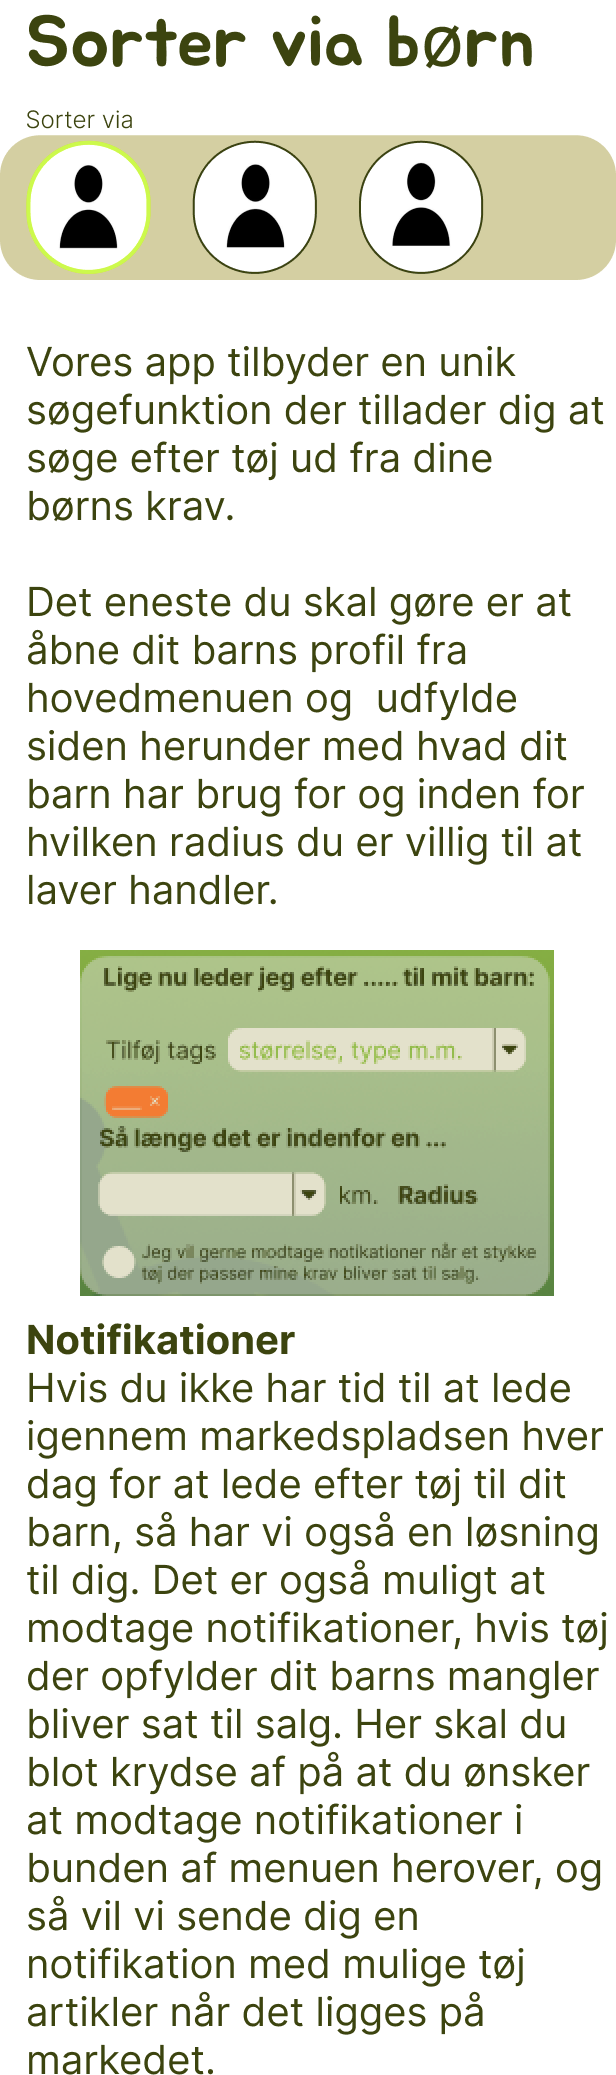 Sorter via børn
Sorter via
Vores app tilbyder en unik
søgefunktion der tillader dig at
søge efter tøj ud fra dine
børns krav.
Det eneste du skal gøre er at
åbne dit barns profil fra
hovedmenuen og  udfylde
siden herunder med hvad dit
barn har brug for og inden for
hvilken radius du er villig til at
laver handler.
Lige nu leder jeg efter ..... til mit barn:
Tilføj tags størrelse, type m.m.
___ ×
Så længe det er indenfor en ...
km. Radius
Jeg vil gerne modtage notikationer når et stykke
tøj der passer mine krav bliver sat til salg.
Notifikationer
Hvis du ikke har tid til at lede
igennem markedspladsen hver
dag for at lede efter tøj til dit
barn, så har vi også en løsning
til dig. Det er også muligt at
modtage notifikationer, hvis tøj
der opfylder dit barns mangler
bliver sat til salg. Her skal du
blot krydse af på at du ønsker
at modtage notifikationer i
bunden af menuen herover, og
så vil vi sende dig en
notifikation med mulige tøj
artikler når det ligges på
markedet.